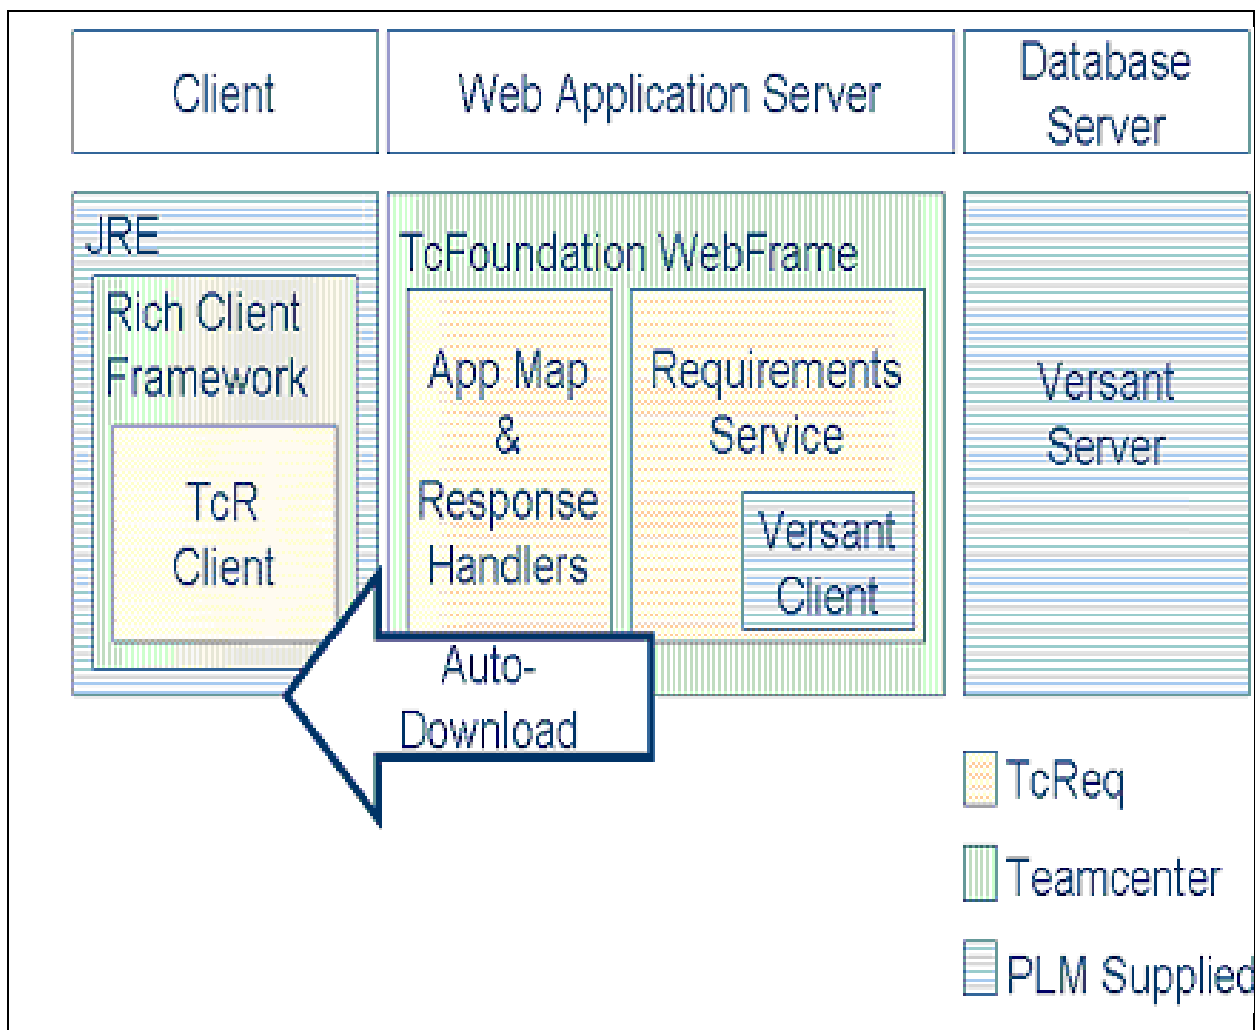 Client
Web Application Server
Database
Server
JRE
Rich Client
Framework
TcR
Client
TcFoundation WebFrame
App Map
&
Response
Handlers
Requirements
Service
Versant
Client
Versant
Server
Auto-
Download
TcReq
Teamcenter
PLM Supplied